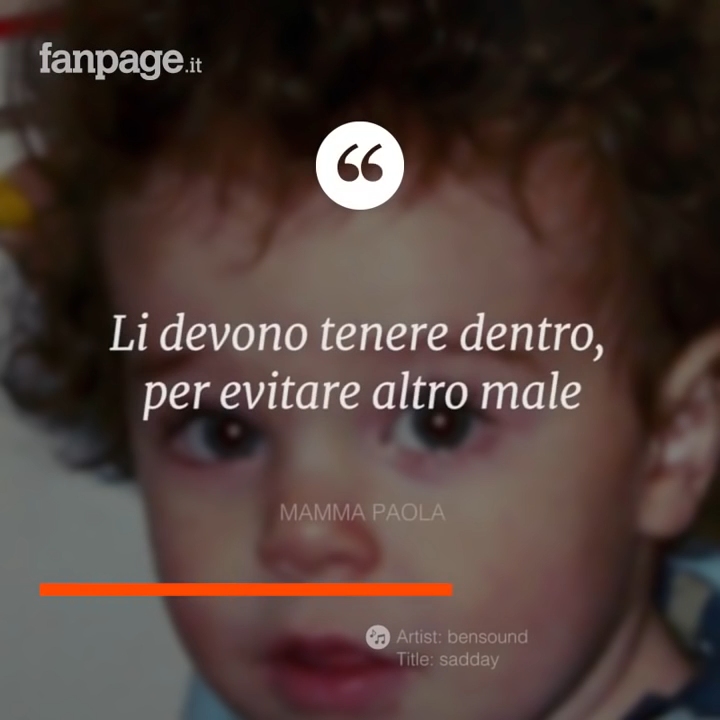 fanpage.it
“
Li devono tenere dentro,
per evitare altro male
MAMMA PAOLA
Artist: bensound
Title: sadday